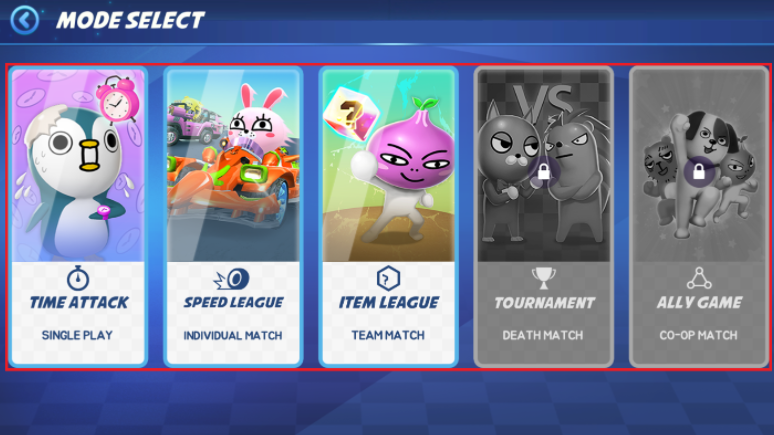 MODE SELECT
VS
?
TIME ATTACK
SINGLE PLAY
SPEED LEAGUE
INDIVIDUAL MATCH
?
ITEM LEAGUE
TEAM MATCH
TOURNAMENT
DEATH MATCH
ALLY GAME
CO-OP MATCH